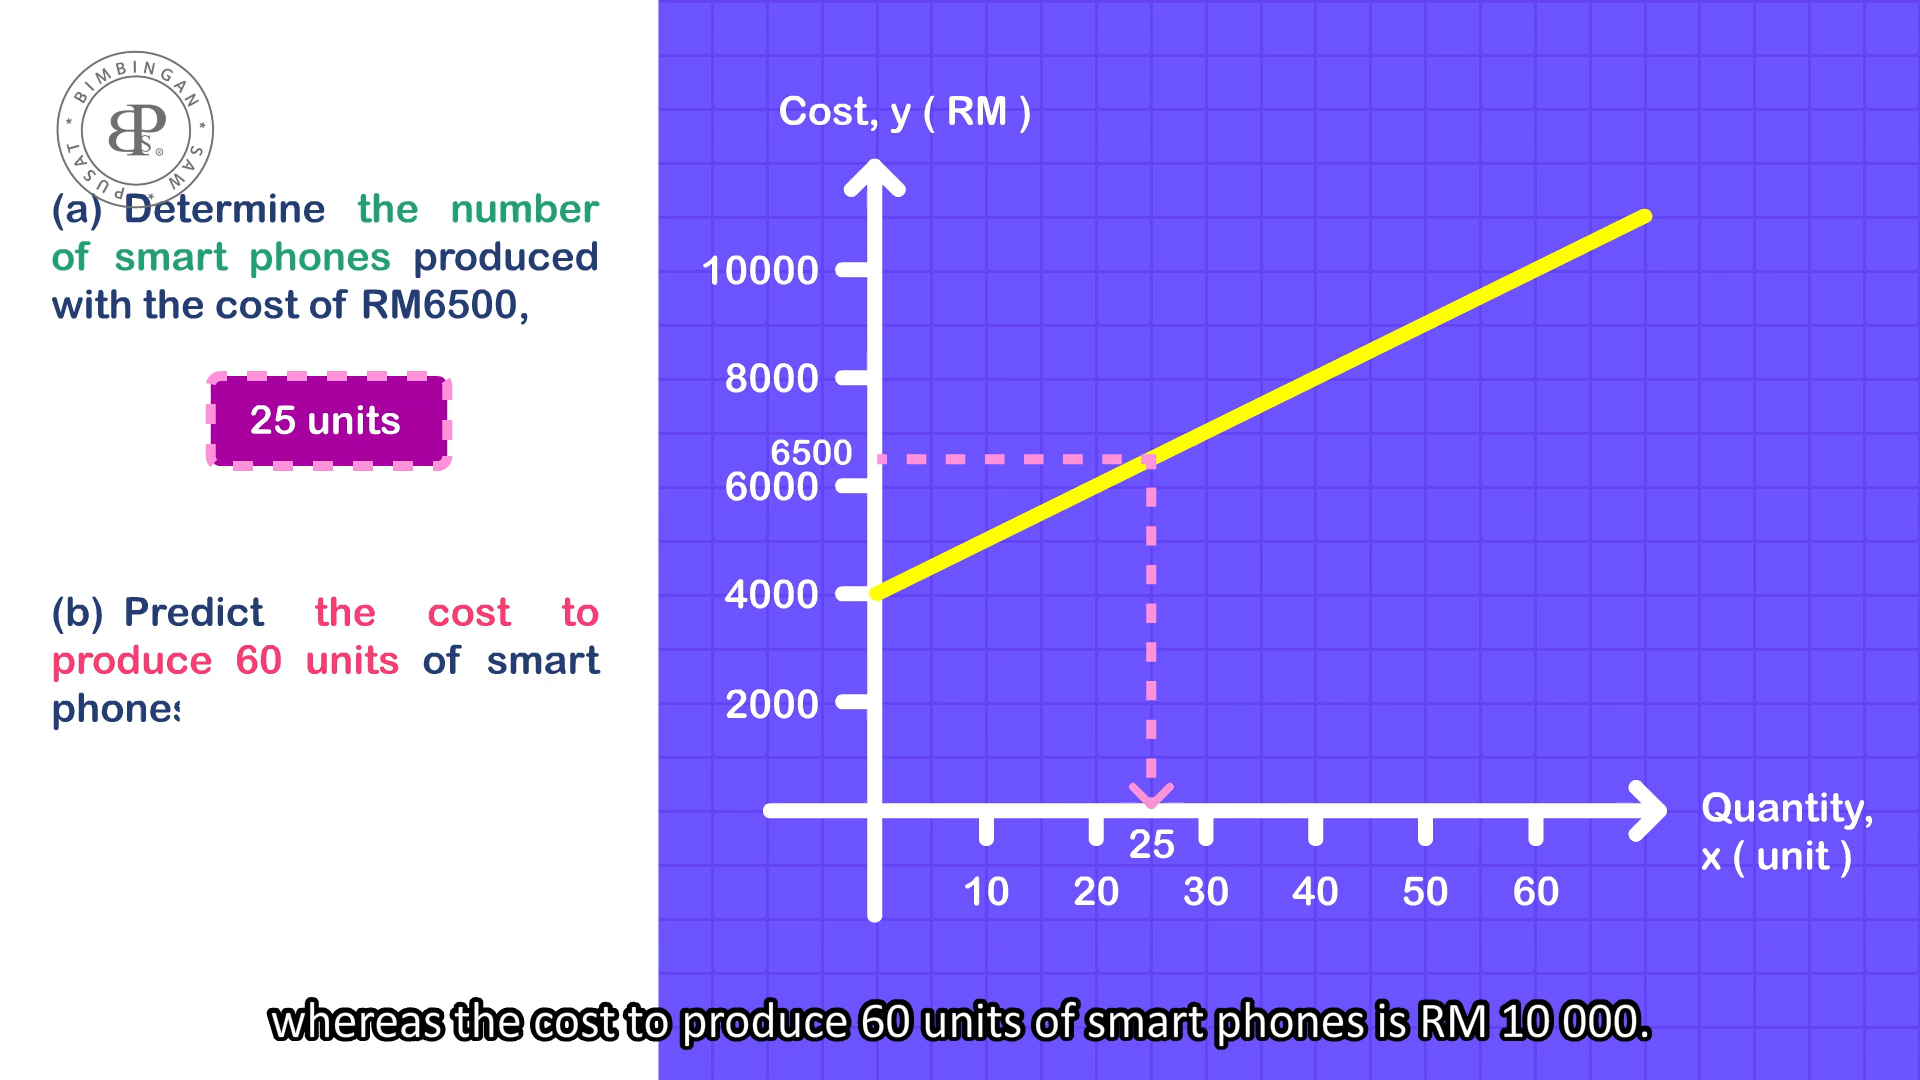 PUSAT * BIMBINGAN * SAW *
BPS ®
(a) Determine the number
of smart phones produced
with the cost of RM6500,
25 units
(b) Predict the cost to
produce 60 units of smart
phones
Cost, y ( RM )
10000
8000
6500
6000
4000
2000
25
10 20 30 40 50 60
Quantity,
x ( unit )
whereas the cost to produce 60 units of smart phones is RM 10 000.